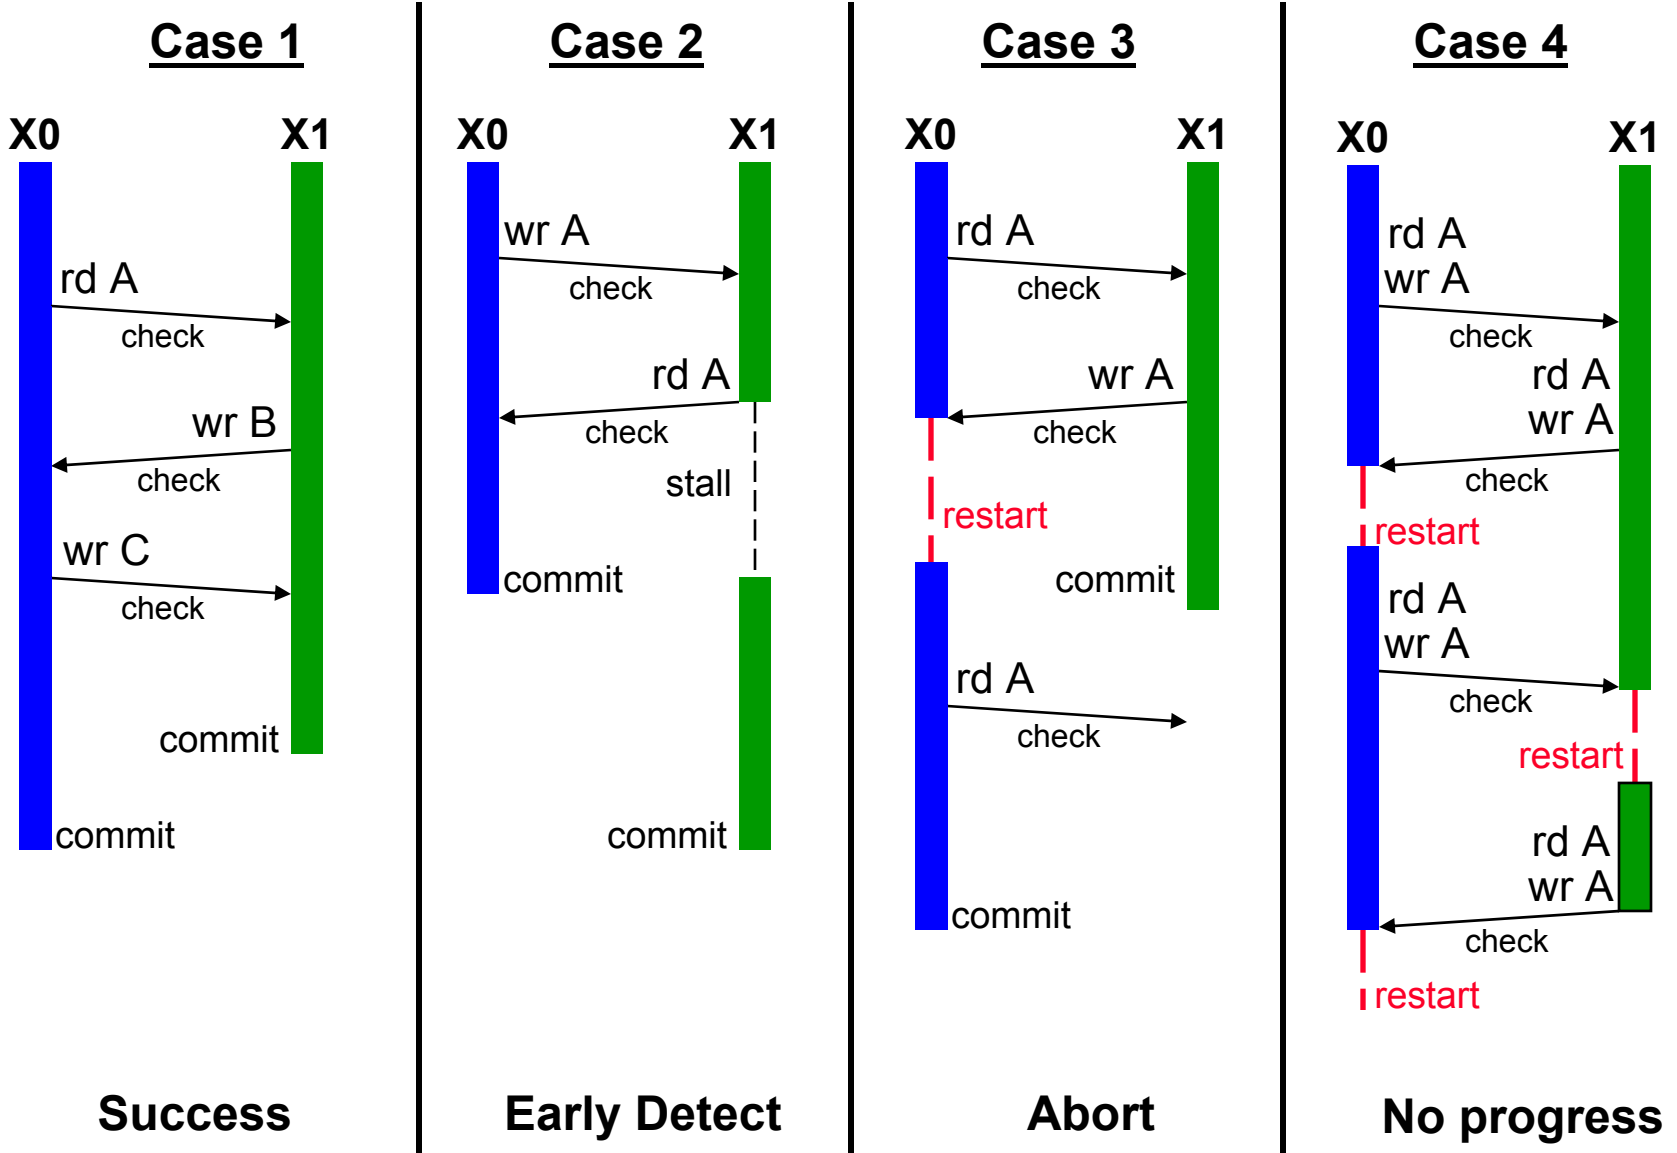 Case 1
X0
X1
rd A
check
wr B
check
wr C
check
commit
commit
Success
Case 2
X0
X1
wr A
check
rd A
check
stall
commit
commit
Early Detect
Case 3
X0
X1
rd A
check
wr A
check
restart
commit
rd A
check
commit
Abort
Case 4
X0
X1
rd A
wr A
check
rd A
wr A
check
restart
rd A
wr A
check
restart
rd A
wr A
check
restart
No progress